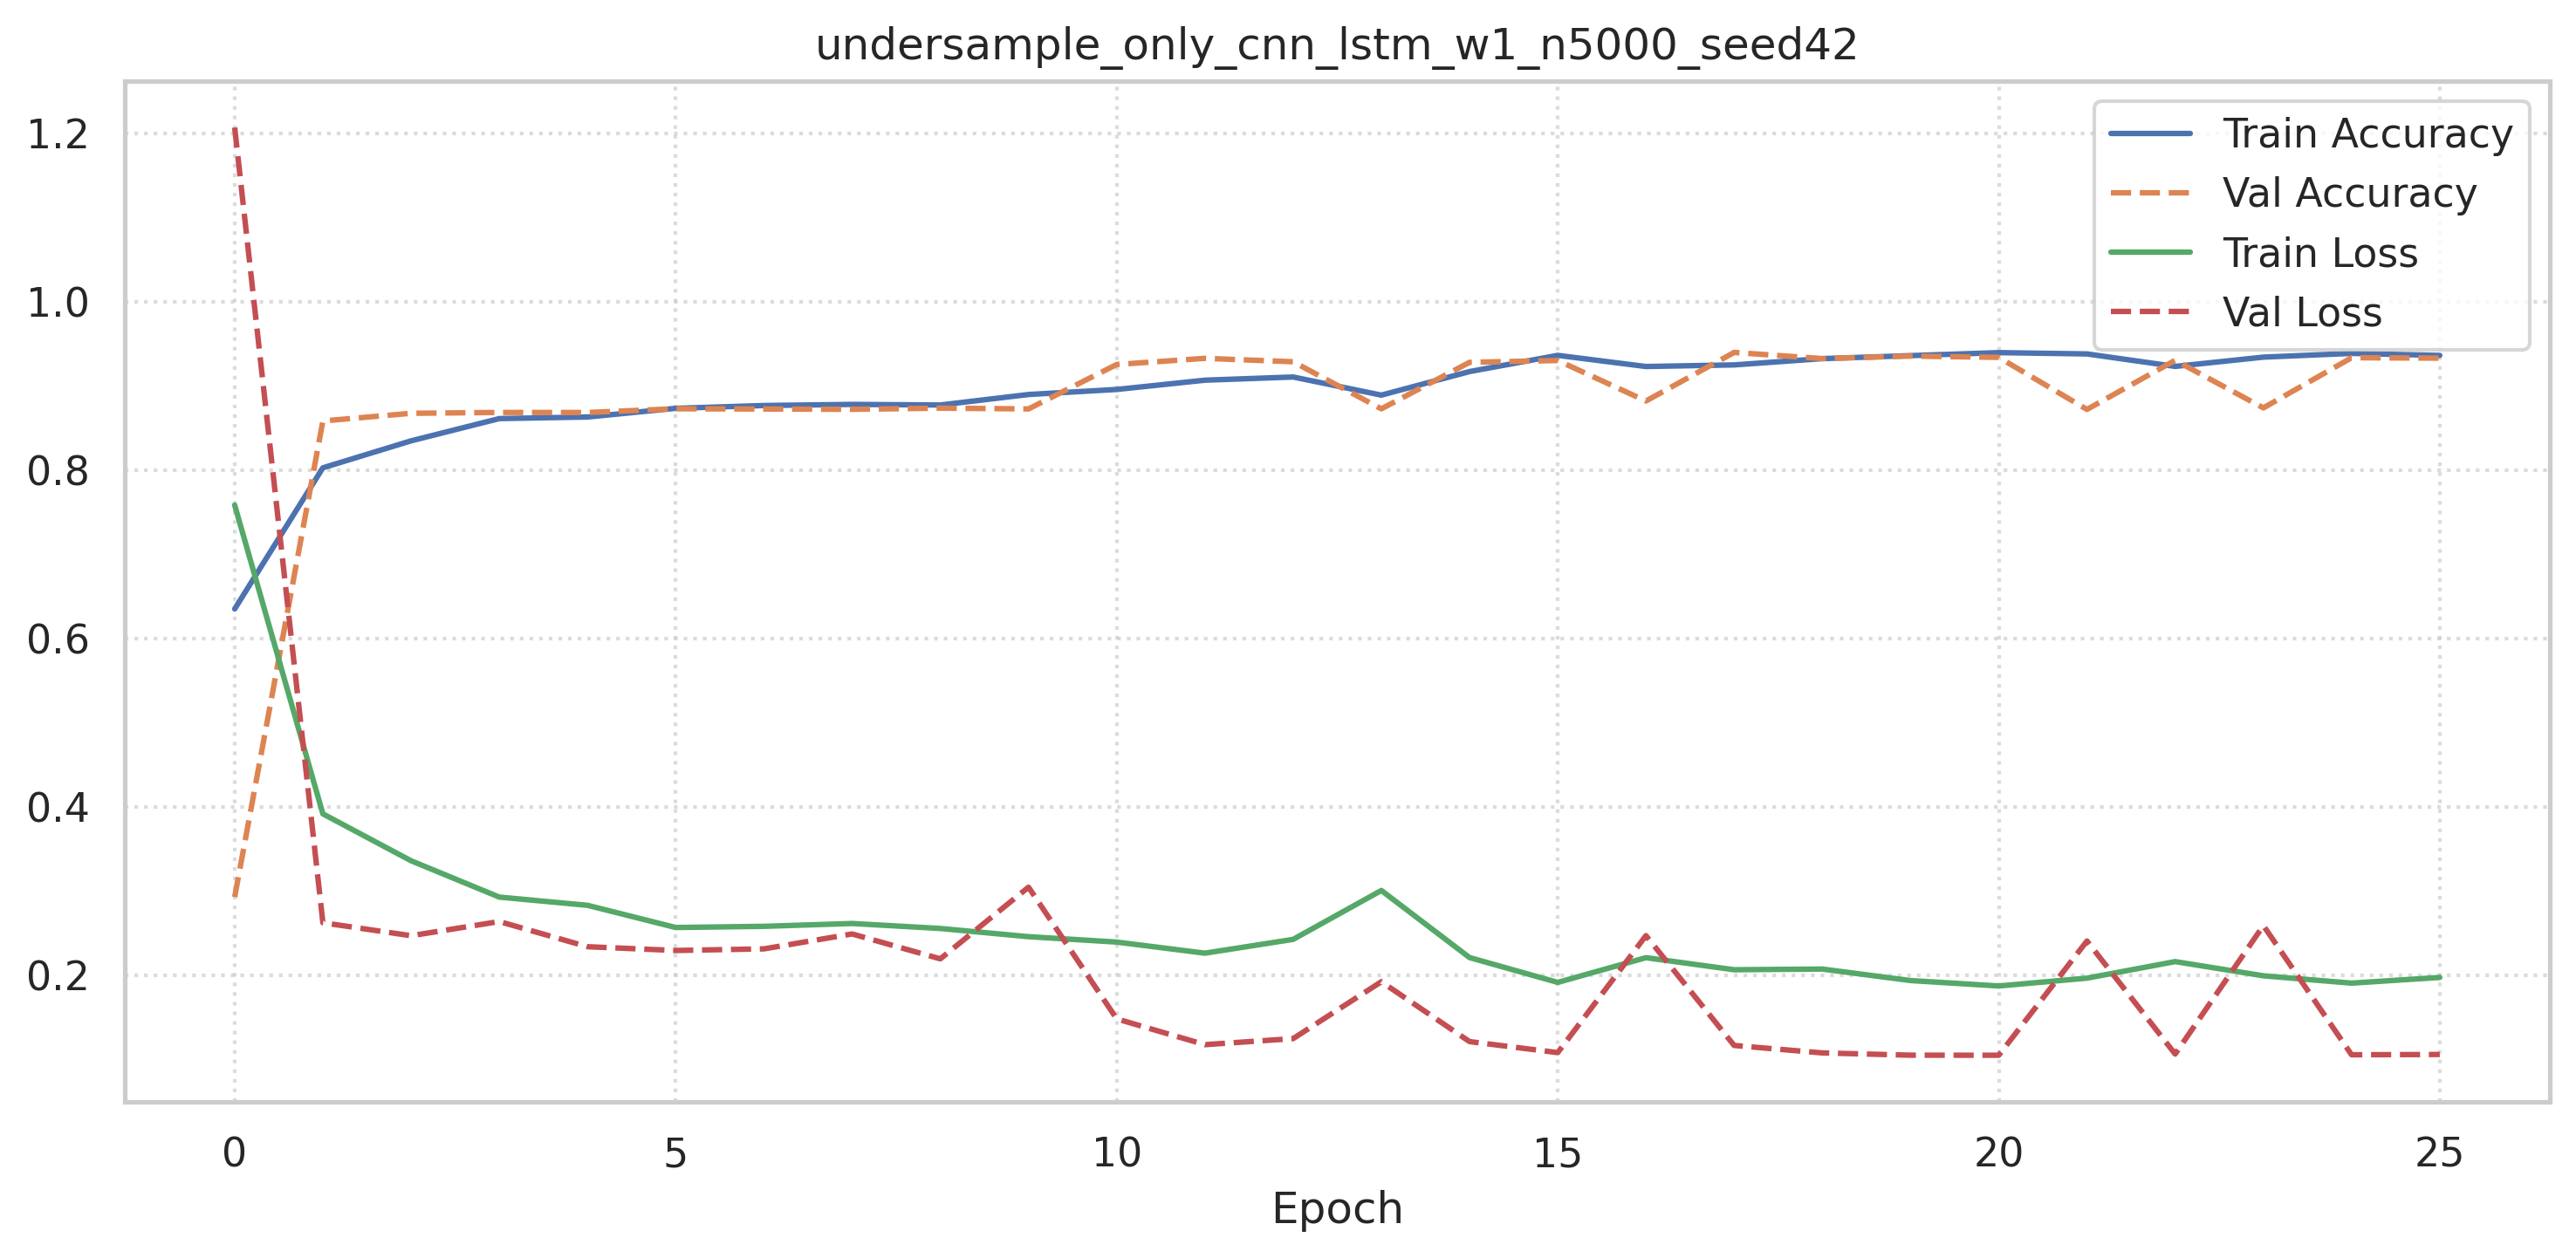 undersample_only_cnn_lstm_w1_n5000_seed42
1.2
1.0
0.8
0.6
0.4
0.2
Train Accuracy
Val Accuracy
Train Loss
Val Loss
0 5 10 15 20 25
Epoch